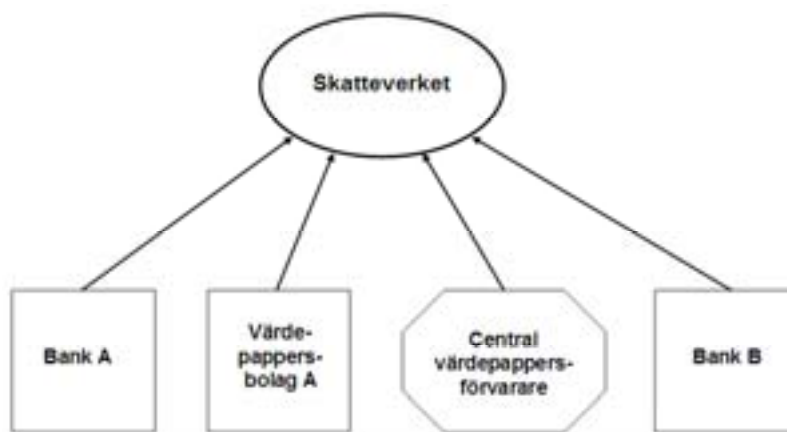 Skatteverket
Bank A
Värde-
pappers-
bolag A
Central
värdepappers-
förvarare
Bank B